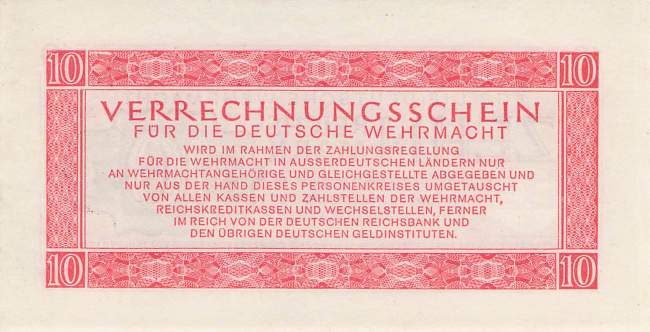 10 10
VERRECHNUNGSSCHEIN
FÜR DIE DEUTSCHE WEHRMACHT
WIRD IM RAHMEN DER ZAHLUNGSREGELUNG
FÜR DIE WEHRMACHT IN AUSSERDEUTSCHEN LÄNDERN NUR
AN WEHRMACHTANGEHÖRIGE UND GLEICHGESTELLTE ABGEGEBEN UND
NUR AUS DER HAND DIESES PERSONENKREISES UMGETAUSCHT
VON ALLEN KASSEN UND ZAHLSTELLEN DER WEHRMACHT,
REICHSKREDITKASSEN UND WECHSELSTELLEN, FERNER
IM REICH VON DER DEUTSCHEN REICHSBANK UND
DEN ÜBRIGEN DEUTSCHEN GELDINSTITUTEN.
10 10